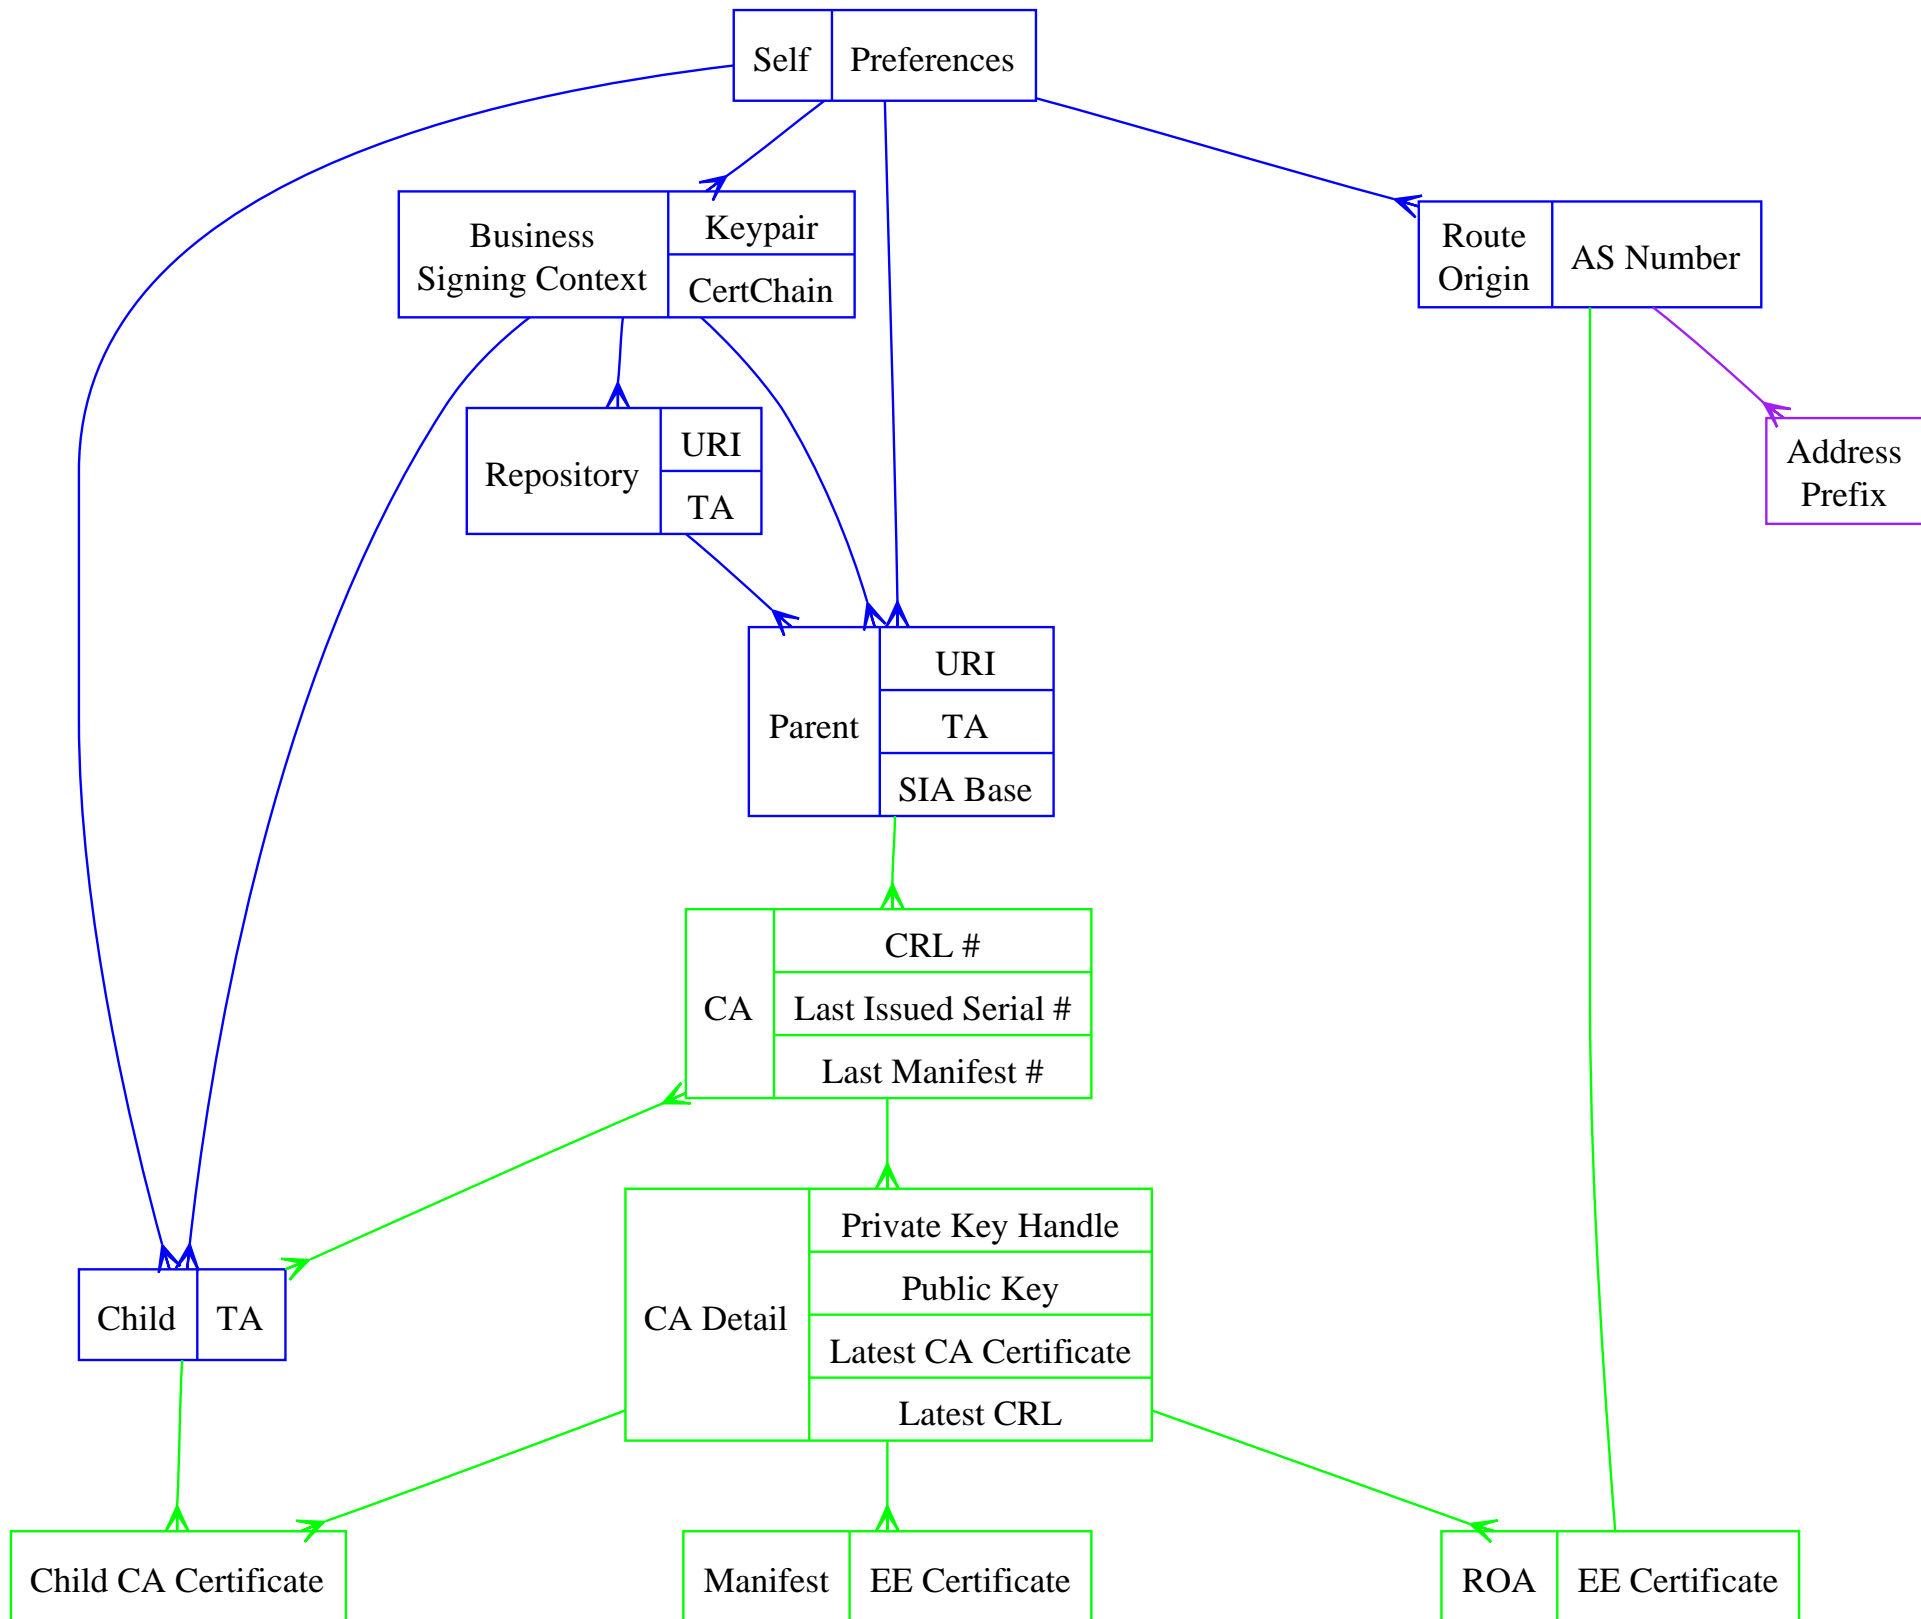 Self
Preferences
Business
Signing Context
Keypair
CertChain
Route
Origin
AS Number
Repository
URI
TA
Address
Prefix
Parent
URI
TA
SIA Base
CA
CRL #
Last Issued Serial #
Last Manifest #
Child
TA
CA Detail
Private Key Handle
Public Key
Latest CA Certificate
Latest CRL
Child CA Certificate
Manifest
EE Certificate
ROA
EE Certificate